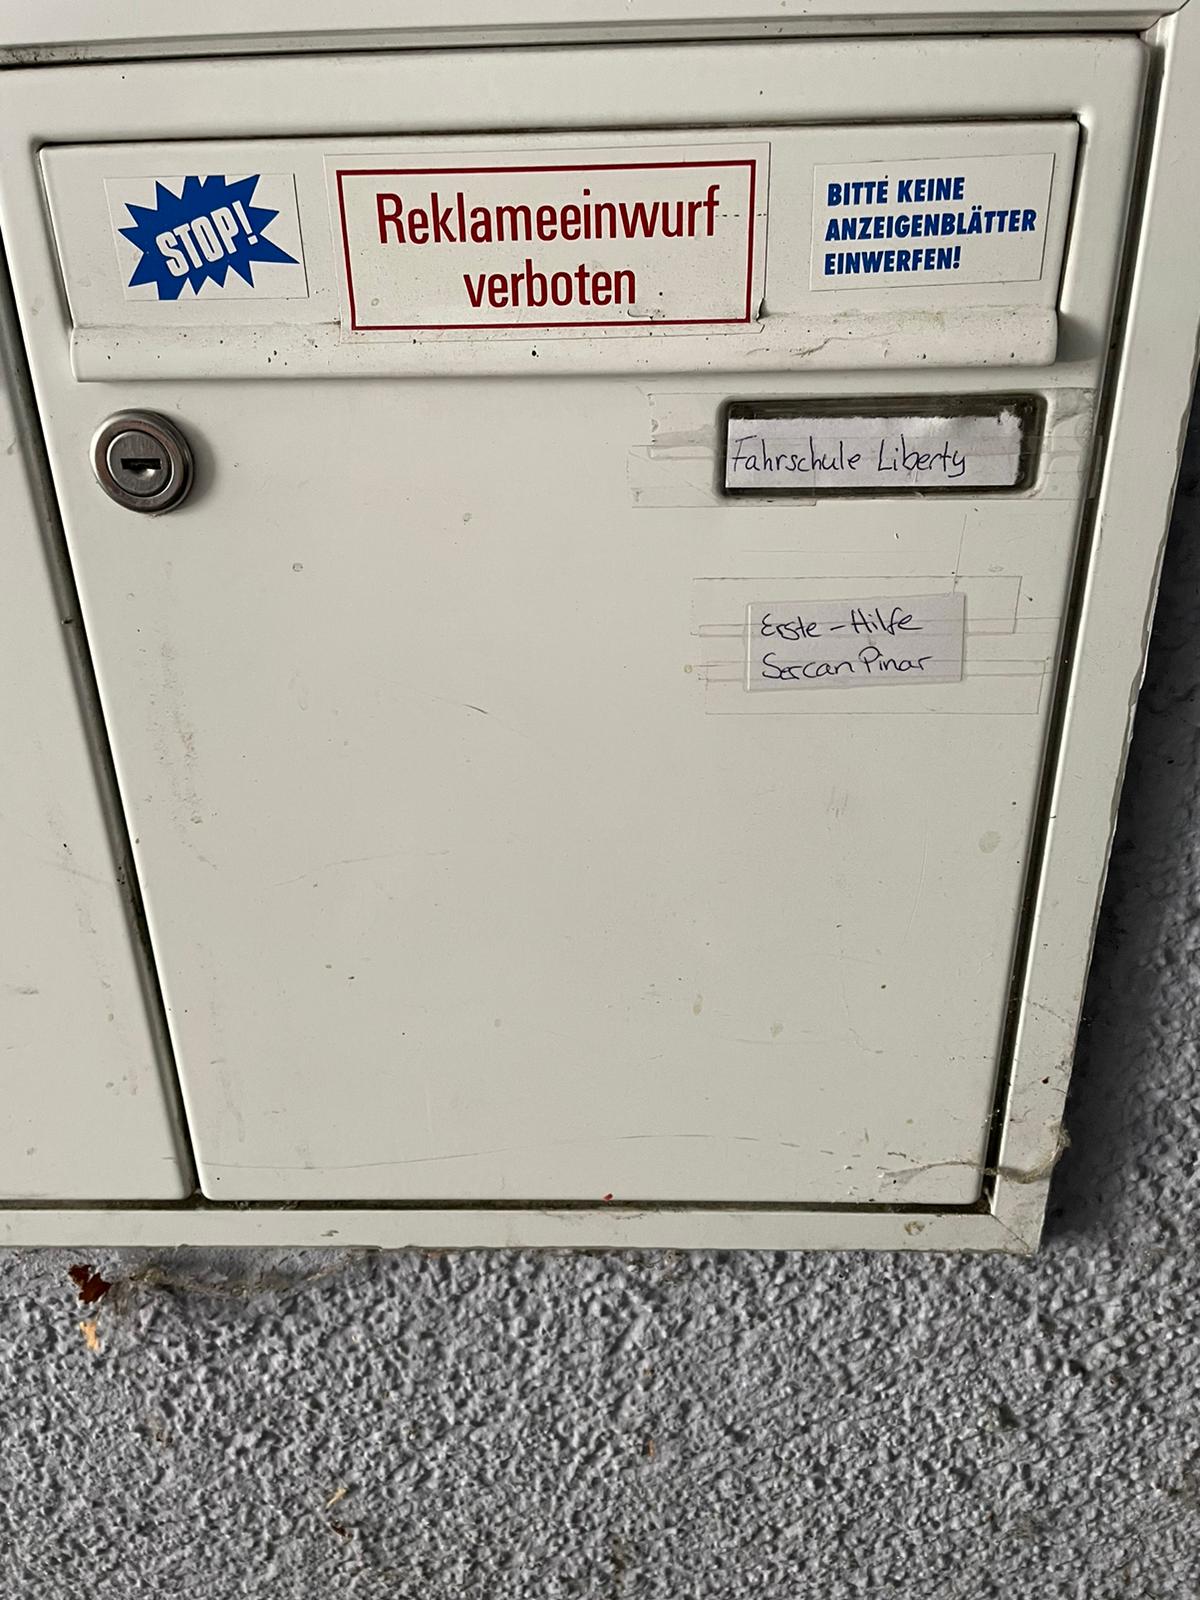 STOP!
Reklameeinwurf
verboten
BITTE KEINE
ANZEIGENBLÄTTER
EINWERFEN!
Fahrschule Liberty
Erste-Hilfe
Sercan Pinar